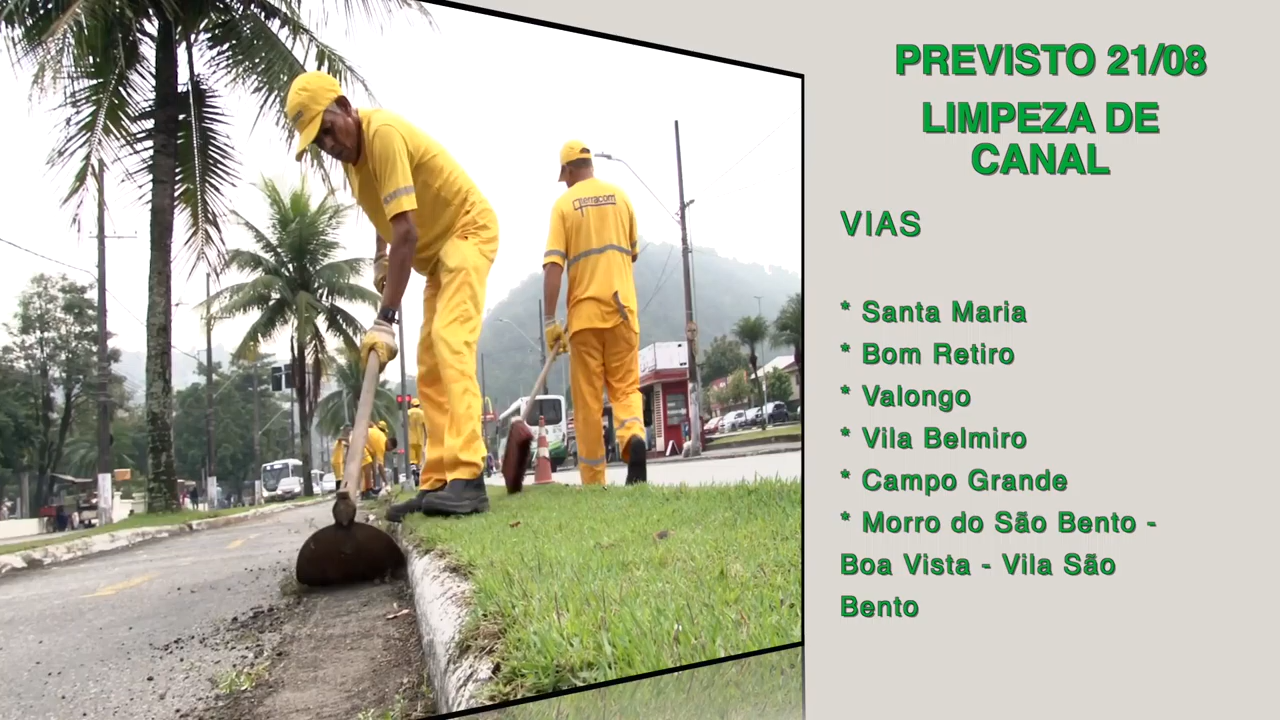 PREVISTO 21/08
LIMPEZA DE
CANAL
VIAS
* Santa Maria
* Bom Retiro
* Valongo
* Vila Belmiro
* Campo Grande
* Morro do São Bento -
Boa Vista - Vila São
Bento
terracom